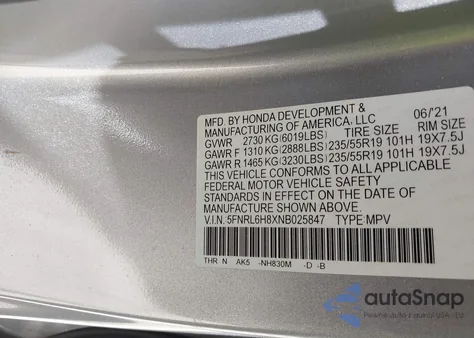 MFD. BY HONDA DEVELOPMENT & 06/'21
MANUFACTURING OF AMERICA, LLC
GVWR 2730 KG(6019LBS) TIRE SIZE RIM SIZE
GAWR F 1310 KG(2888LBS) 235/55R19 101H 19X7.5J
GAWR R 1465 KG(3230LBS) 235/55R19 101H 19X7.5J
THIS VEHICLE CONFORMS TO ALL APPLICABLE
FEDERAL MOTOR VEHICLE SAFETY
STANDARDS IN EFFECT ON THE DATE OF
MANUFACTURE SHOWN ABOVE.
V.I.N. 5FNRL6H8XNB025847 TYPE:MPV
THR N AK5 -NH830M -D -B
autoSnap